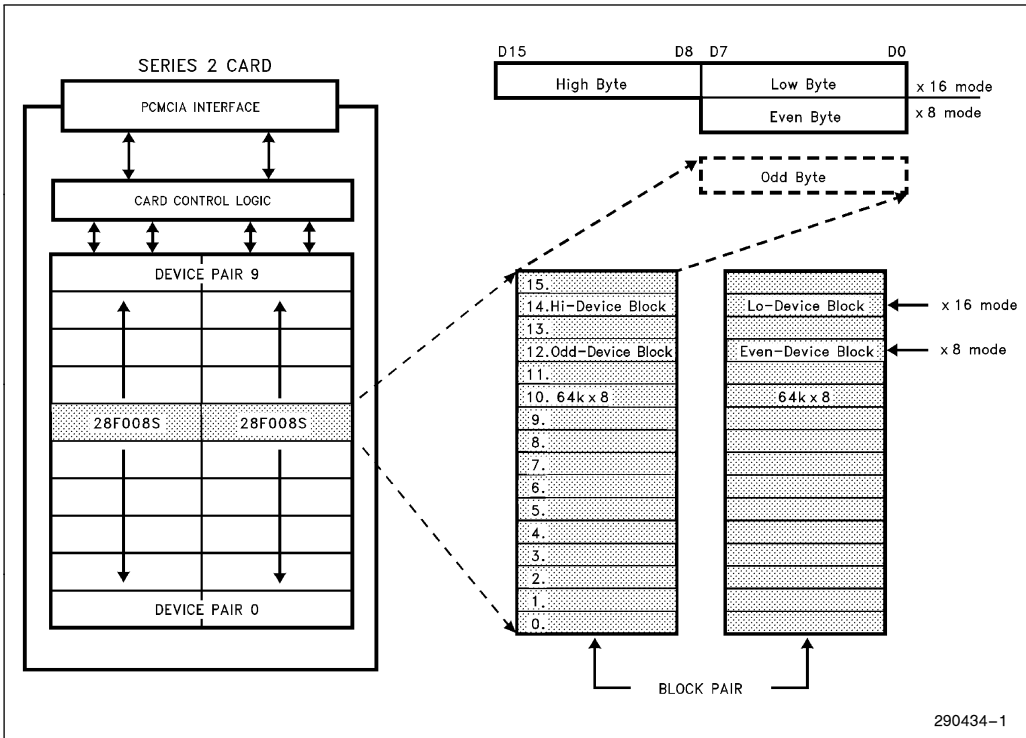 SERIES 2 CARD
PCMCIA INTERFACE
CARD CONTROL LOGIC
DEVICE PAIR 9
28F008S 28F008S
DEVICE PAIR 0
D15 D8 D7 D0
High Byte Low Byte x 16 mode
Even Byte x 8 mode
Odd Byte
15.
14.Hi-Device Block Lo-Device Block x 16 mode
13.
12.Odd-Device Block Even-Device Block x 8 mode
11.
10. 64k x 8 64k x 8
9.
8.
7.
6.
5.
4.
3.
2.
1.
0.
BLOCK PAIR
290434-1